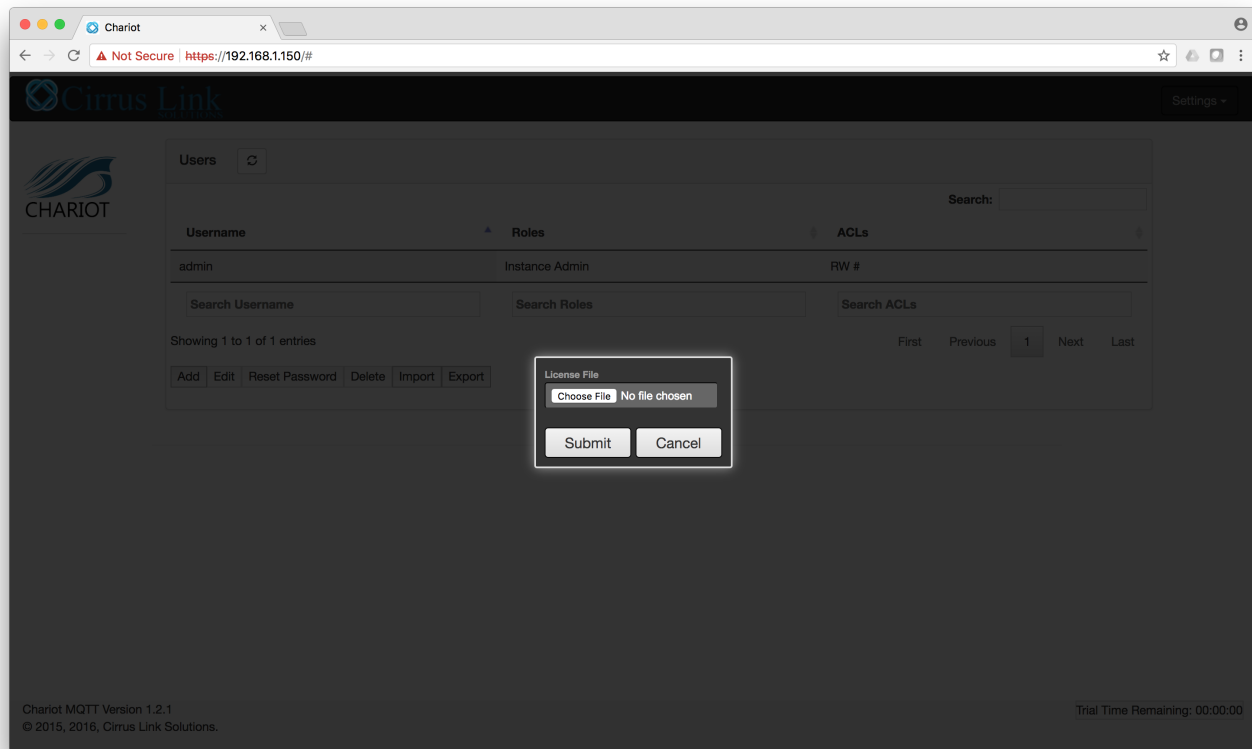 Chariot
Not Secure https://192.168.1.150/#
Cirrus Link
SOLUTIONS
Settings
CHARIOT
Users
Search:
Username Roles ACLs
admin Instance Admin RW #
Search Username Search Roles Search ACLs
Showing 1 to 1 of 1 entries First Previous 1 Next Last
Add Edit Reset Password Delete Import Export
License File
Choose File No file chosen
Submit Cancel
Chariot MQTT Version 1.2.1 Trial Time Remaining: 00:00:00
© 2015, 2016, Cirrus Link Solutions.